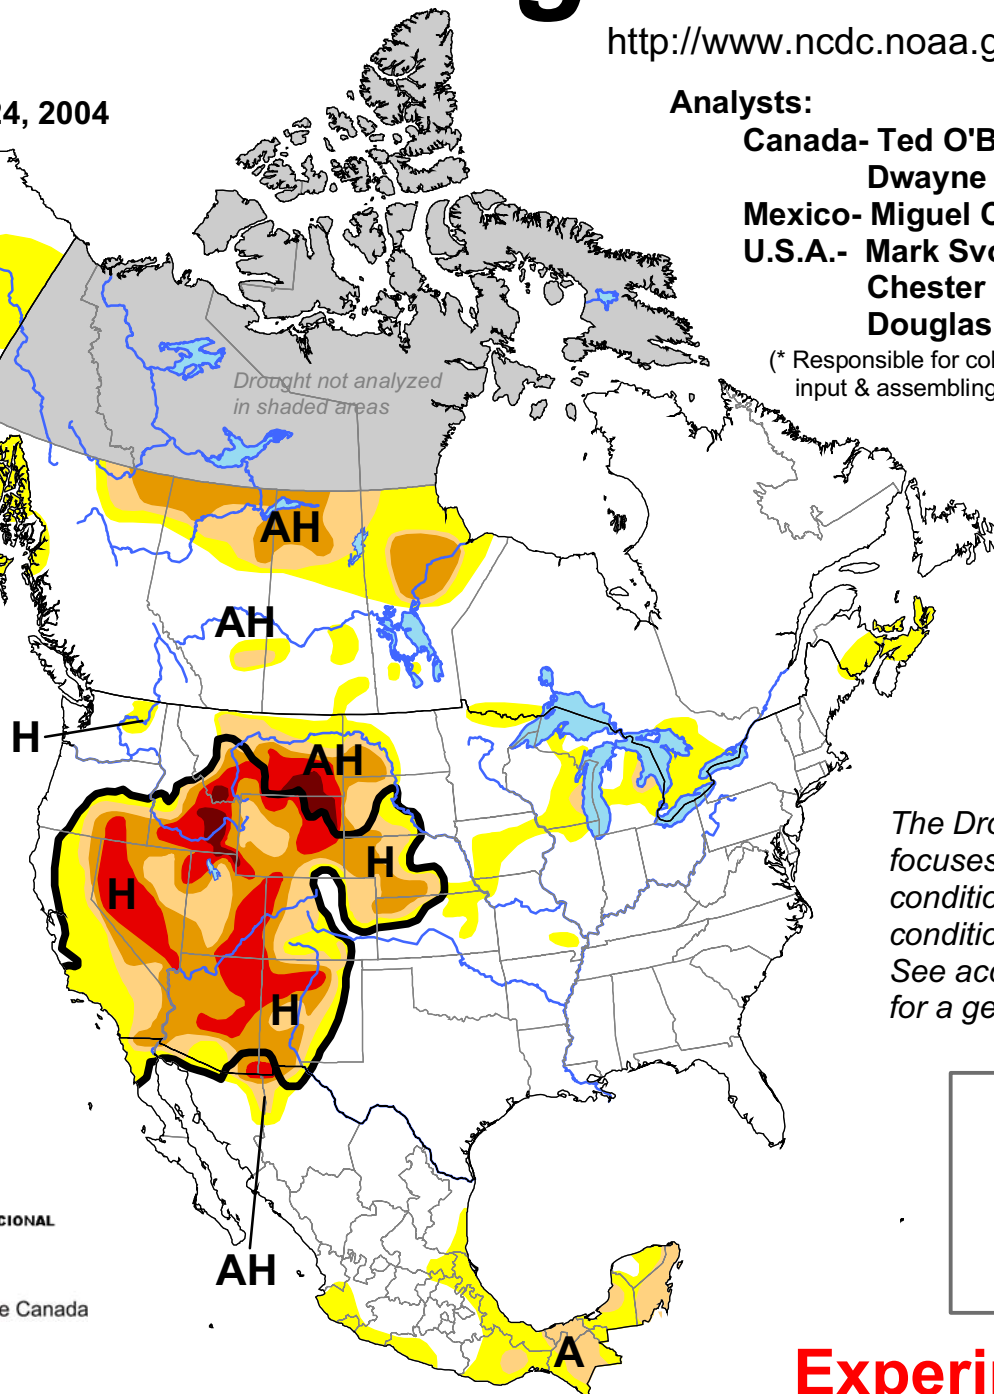 http://www.ncdc.noaa.g
24, 2004
Analysts:
Canada- Ted O'B
Dwayne
Mexico- Miguel
U.S.A.- Mark Svo
Chester
Douglas
(* Responsible for col
input & assembling
Drought not analyzed
in shaded areas
AH
AH
H
AH
H
H
H
The Dro
focuses
conditio
conditio
See acc
for a ge
CIONAL
AH
e Canada
A
Experi